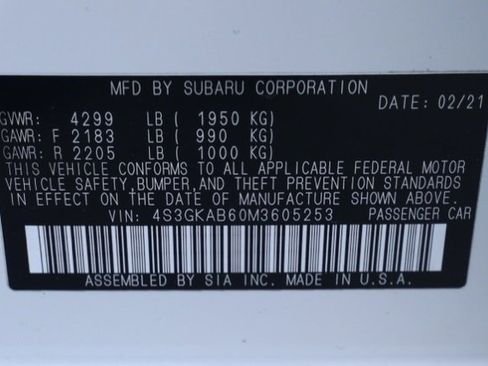 MFD BY SUBARU CORPORATION
DATE: 02/21
GVWR: 4299 LB ( 1950 KG)
GAWR: F 2183 LB ( 990 KG)
GAWR: R 2205 LB ( 1000 KG)
THIS VEHICLE CONFORMS TO ALL APPLICABLE FEDERAL MOTOR
VEHICLE SAFETY,BUMPER,AND THEFT PREVENTION STANDARDS
IN EFFECT ON THE DATE OF MANUFACTURE SHOWN ABOVE.
VIN: 4S3GKAB60M3605253 PASSENGER CAR
ASSEMBLED BY SIA INC. MADE IN U.S.A.